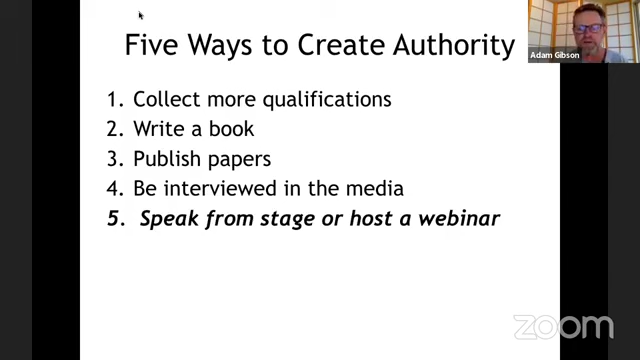 Five Ways to Create Authority
Adam Gibson
1. Collect more qualifications
2. Write a book
3. Publish papers
4. Be interviewed in the media
5. Speak from stage or host a webinar
zoom